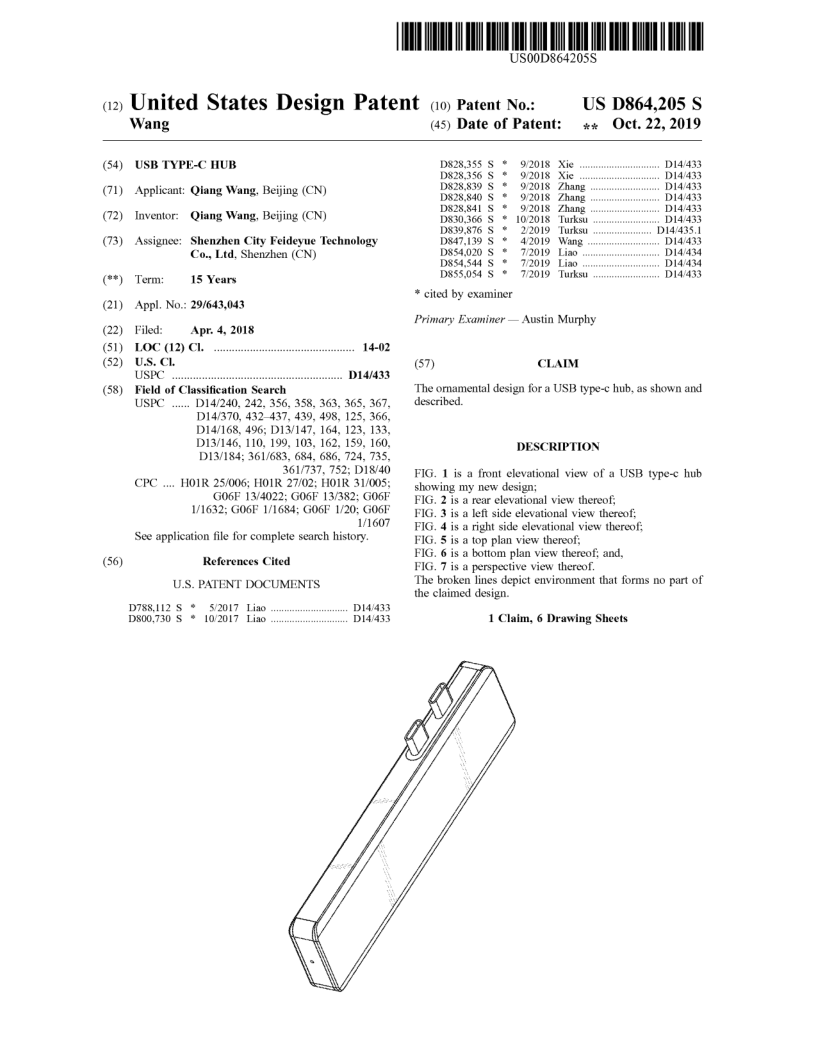 US00D864205S
(12) United States Design Patent (10) Patent No.: US D864,205 S
Wang (45) Date of Patent: ** Oct. 22, 2019
(54) USB TYPE-C HUB
(71) Applicant: Qiang Wang, Beijing (CN)
(72) Inventor: Qiang Wang, Beijing (CN)
(73) Assignee: Shenzhen City Feideyue Technology
Co., Ltd, Shenzhen (CN)
(**) Term: 15 Years
(21) Appl. No.: 29/643,043
(22) Filed: Apr. 4, 2018
(51) LOC (12) Cl. ............................................... 14-02
(52) U.S. Cl.
USPC ......................................................... D14/433
(58) Field of Classification Search
USPC ...... D14/240, 242, 356, 358, 363, 365, 367,
D14/370, 432–437, 439, 498, 125, 366,
D14/168, 496; D13/147, 164, 123, 133,
D13/146, 110, 199, 103, 162, 159, 160,
D13/184; 361/683, 684, 686, 724, 735,
361/737, 752; D18/40
CPC .... H01R 25/006; H01R 27/02; H01R 31/005;
G06F 13/4022; G06F 13/382; G06F
1/1632; G06F 1/1684; G06F 1/20; G06F
1/1607
See application file for complete search history.
(56) References Cited
U.S. PATENT DOCUMENTS
D788,112 S * 5/2017 Liao ............................. D14/433
D800,730 S * 10/2017 Liao ............................. D14/433
D828,355 S * 9/2018 Xie .............................. D14/433
D828,356 S * 9/2018 Xie .............................. D14/433
D828,839 S * 9/2018 Zhang .......................... D14/433
D828,840 S * 9/2018 Zhang .......................... D14/433
D828,841 S * 9/2018 Zhang .......................... D14/433
D830,366 S * 10/2018 Turksu ......................... D14/433
D839,876 S * 2/2019 Turksu ...................... D14/435.1
D847,139 S * 4/2019 Wang ........................... D14/433
D854,020 S * 7/2019 Liao ............................. D14/434
D854,544 S * 7/2019 Liao ............................. D14/434
D855,054 S * 7/2019 Turksu ......................... D14/433
* cited by examiner
Primary Examiner — Austin Murphy
(57) CLAIM
The ornamental design for a USB type-c hub, as shown and
described.
DESCRIPTION
FIG. 1 is a front elevational view of a USB type-c hub
showing my new design;
FIG. 2 is a rear elevational view thereof;
FIG. 3 is a left side elevational view thereof;
FIG. 4 is a right side elevational view thereof;
FIG. 5 is a top plan view thereof;
FIG. 6 is a bottom plan view thereof; and,
FIG. 7 is a perspective view thereof.
The broken lines depict environment that forms no part of
the claimed design.
1 Claim, 6 Drawing Sheets